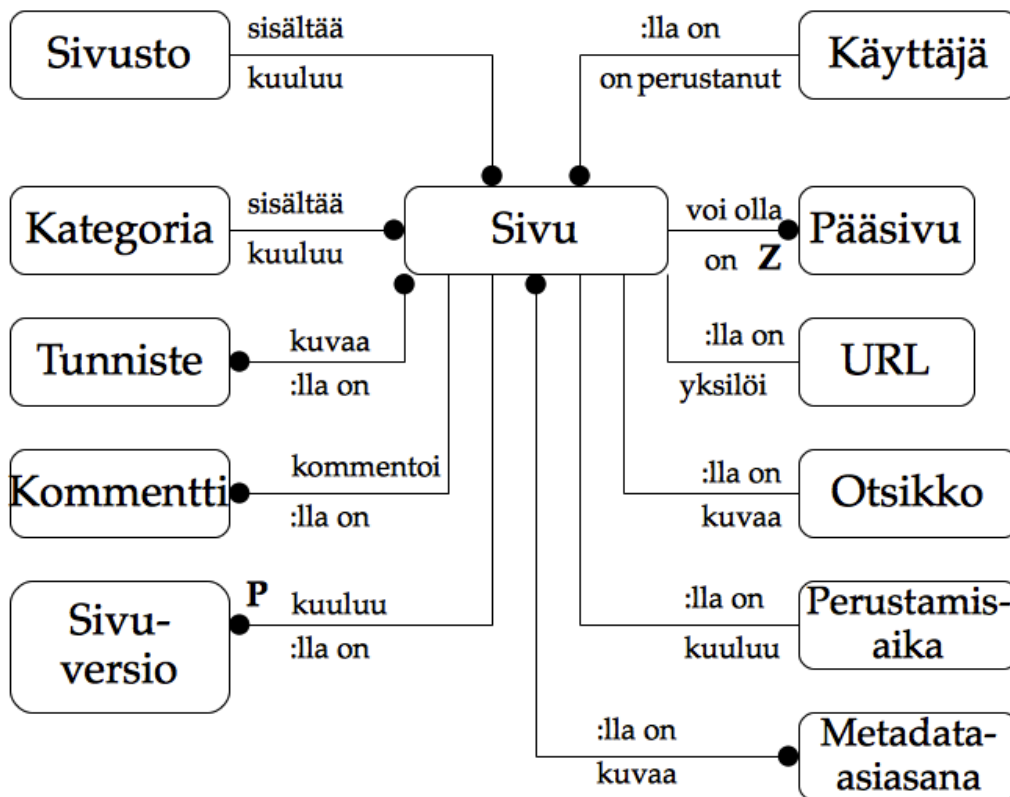 Sivusto
sisältää
kuuluu
:lla on
on perustanut
Käyttäjä
Kategoria
sisältää
kuuluu
Sivu
voi olla
on Z
Pääsivu
Tunniste
kuvaa
:lla on
:lla on
yksilöi
URL
Kommentti
kommentoi
:lla on
:lla on
kuvaa
Otsikko
Sivu-
versio
P
kuuluu
:lla on
:lla on
kuuluu
Perustamis-
aika
:lla on
kuvaa
Metadata-
asiasana